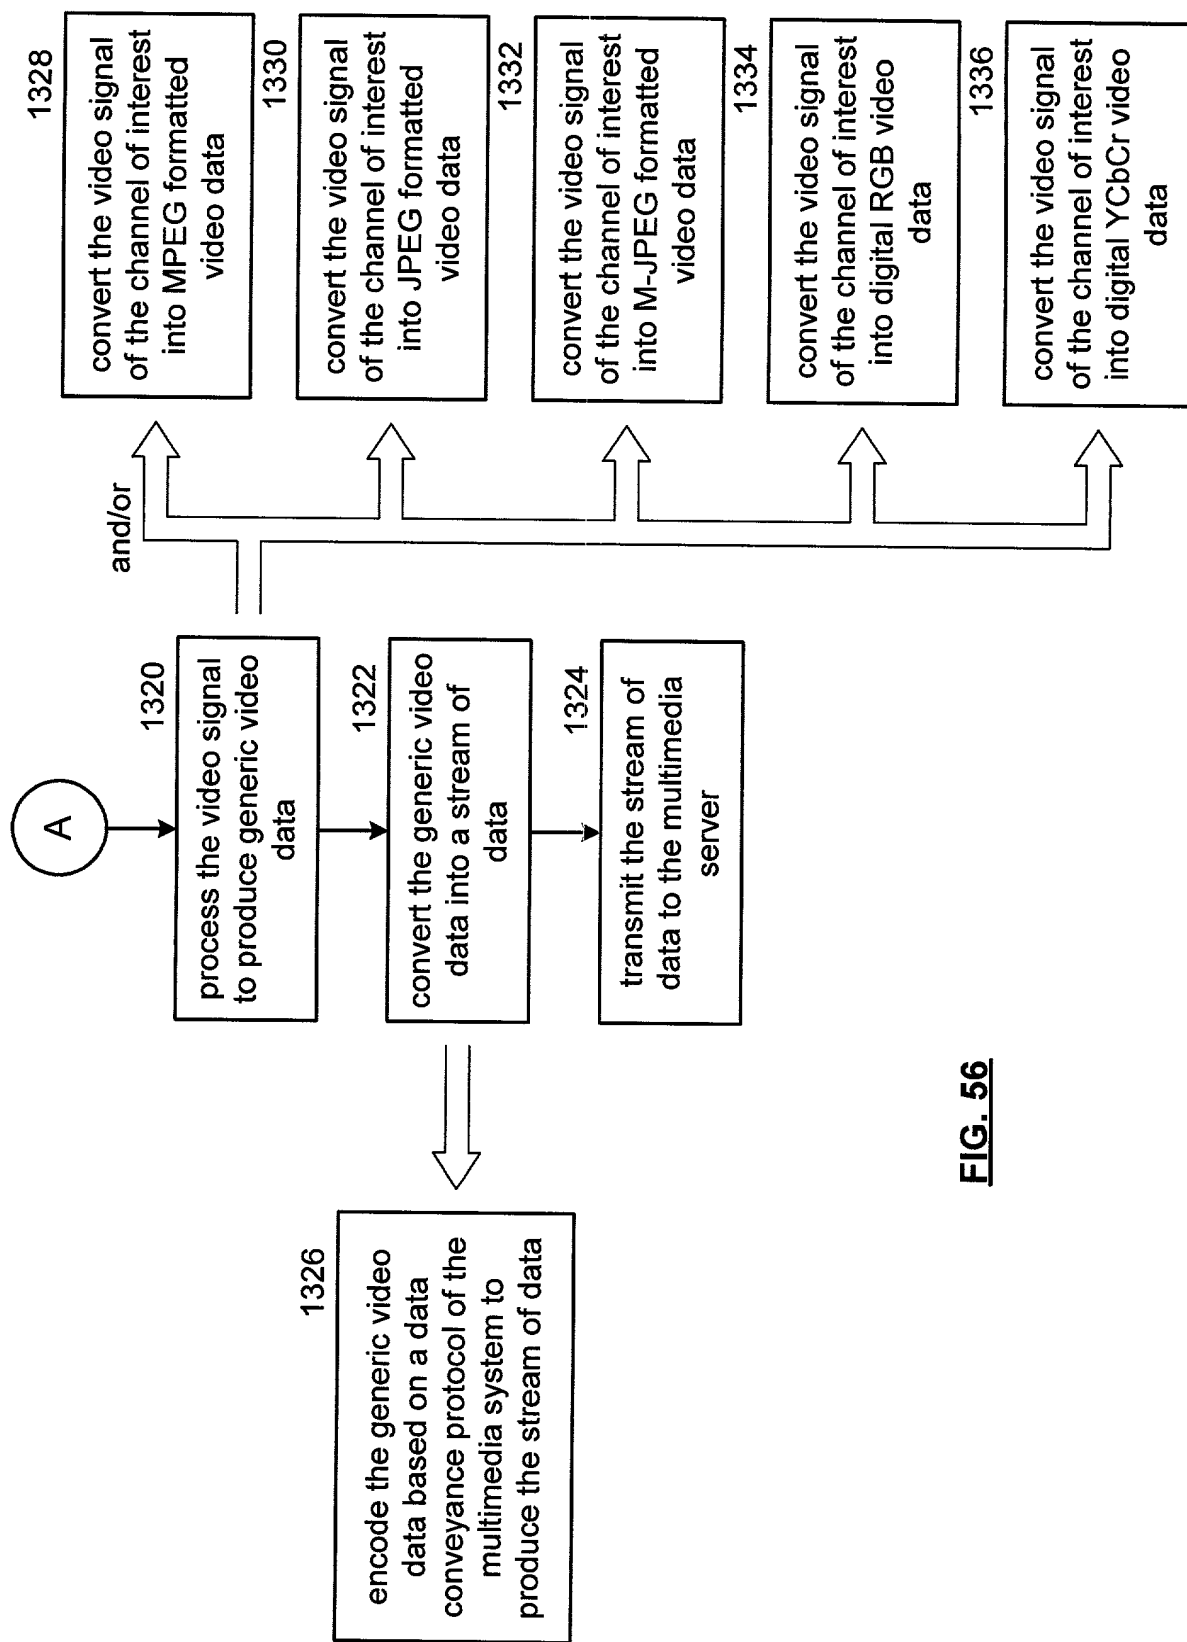 A
1320
process the video signal
to produce generic video
data
1322
convert the generic video
data into a stream of
data
1324
transmit the stream of
data to the multimedia
server
1326
encode the generic video
data based on a data
conveyance protocol of the
multimedia system to
produce the stream of data
and/or
1328
convert the video signal
of the channel of interest
into MPEG formatted
video data
1330
convert the video signal
of the channel of interest
into JPEG formatted
video data
1332
convert the video signal
of the channel of interest
into M-JPEG formatted
video data
1334
convert the video signal
of the channel of interest
into digital RGB video
data
1336
convert the video signal
of the channel of interest
into digital YCbCr video
data
FIG. 56